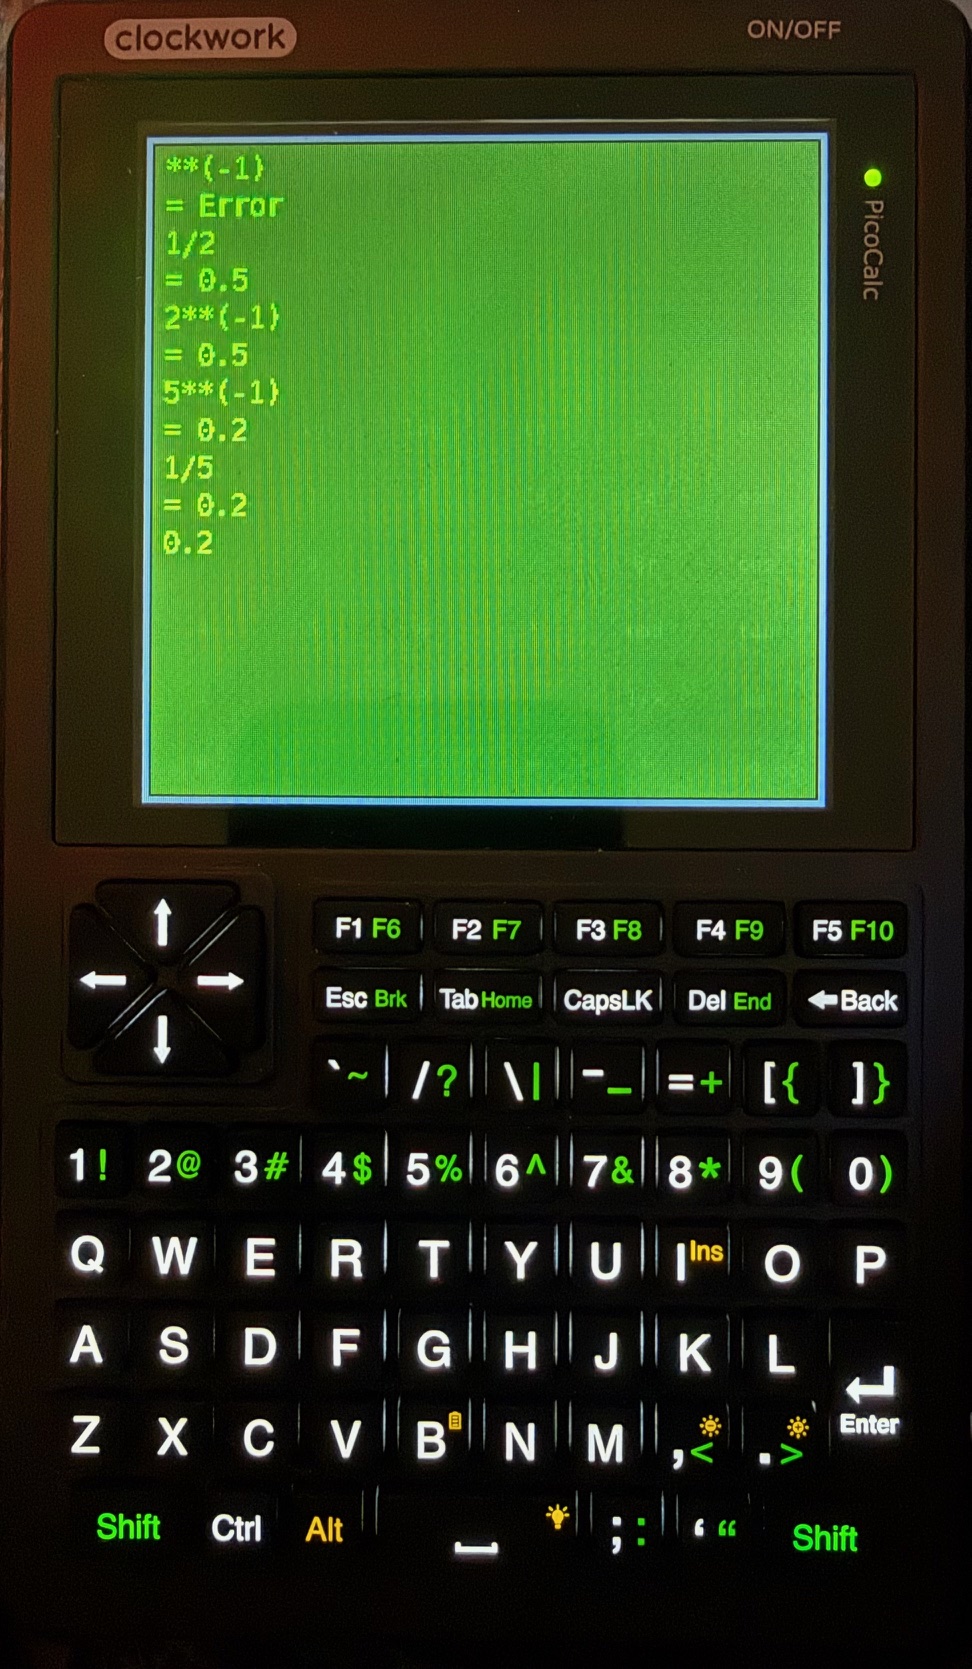 clockwork
ON/OFF
PicoCalc
**(-1)
= Error
1/2
= 0.5
2**(-1)
= 0.5
5**(-1)
= 0.2
1/5
= 0.2
0.2
F1 F6 F2 F7 F3 F8 F4 F9 F5 F10
Esc Brk Tab Home CapsLK Del End ←Back
` ~ / ? \ | - _ = + [ { ] }
1 ! 2 @ 3 # 4 $ 5 % 6 ^ 7 & 8 * 9 ( 0 )
Q W E R T Y U I Ins O P
A S D F G H J K L
Z X C V B N M , < . > Enter
Shift Ctrl Alt ; : ‘ “ Shift